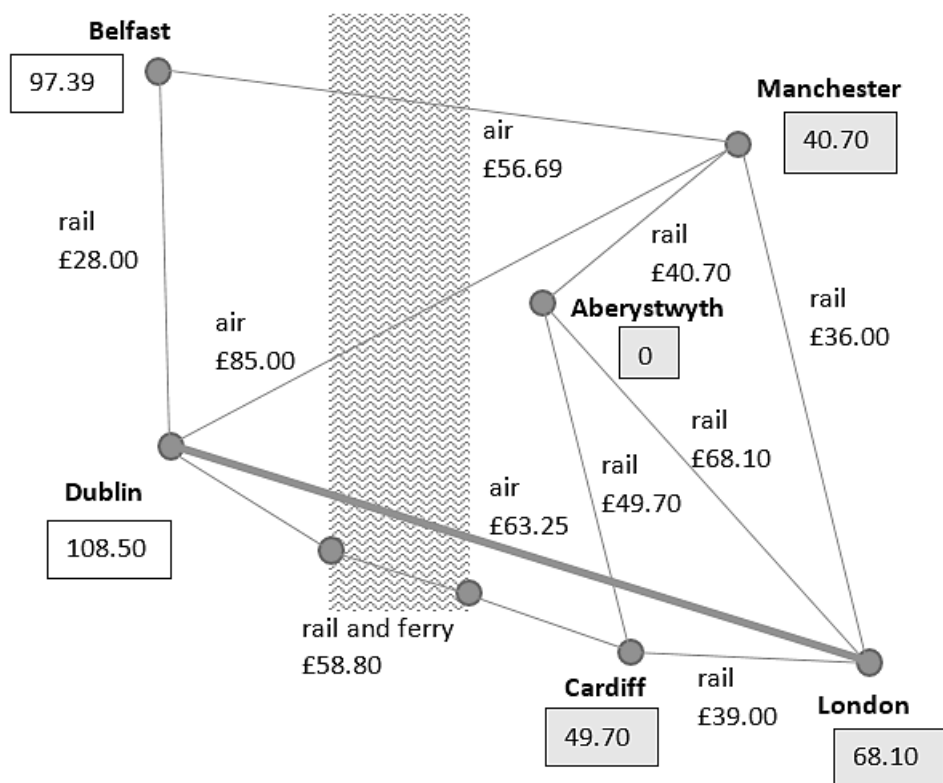 Belfast
97.39
Manchester
40.70
air
£56.69
rail
£28.00
rail
£40.70
rail
£36.00
Aberystwyth
0
air
£85.00
rail
£68.10
rail
£49.70
Dublin
108.50
air
£63.25
rail and ferry
£58.80
Cardiff
49.70
rail
£39.00
London
68.10